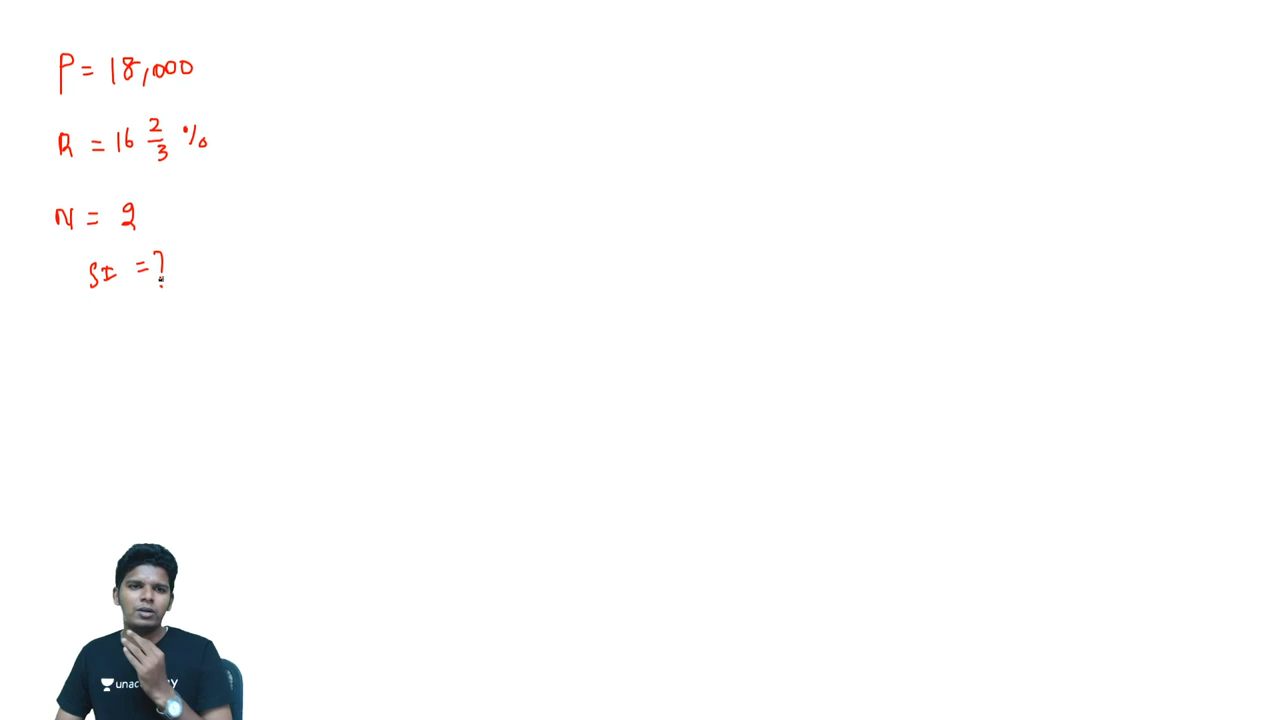 P = 18,000
R = 16 2/3 %
N = 2
SI = ?